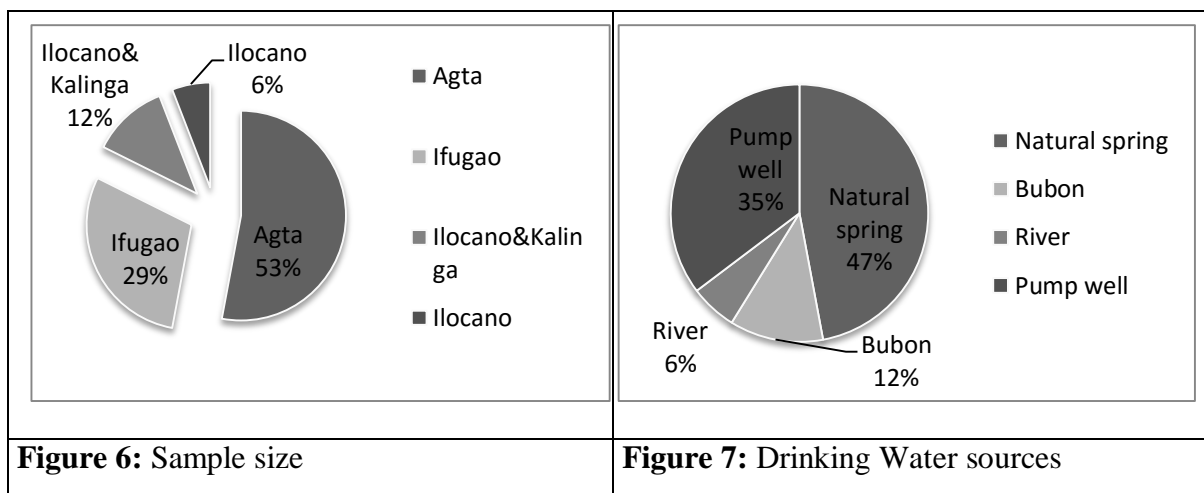 Ilocano&
Kalinga
12%
Ilocano
6%
Ifugao
29%
Agta
53%
Agta
Ifugao
Ilocano&Kalin
ga
Ilocano
Figure 6: Sample size
Pump
well
35%
Natural
spring
47%
River
6%
Bubon
12%
Natural spring
Bubon
River
Pump well
Figure 7: Drinking Water sources